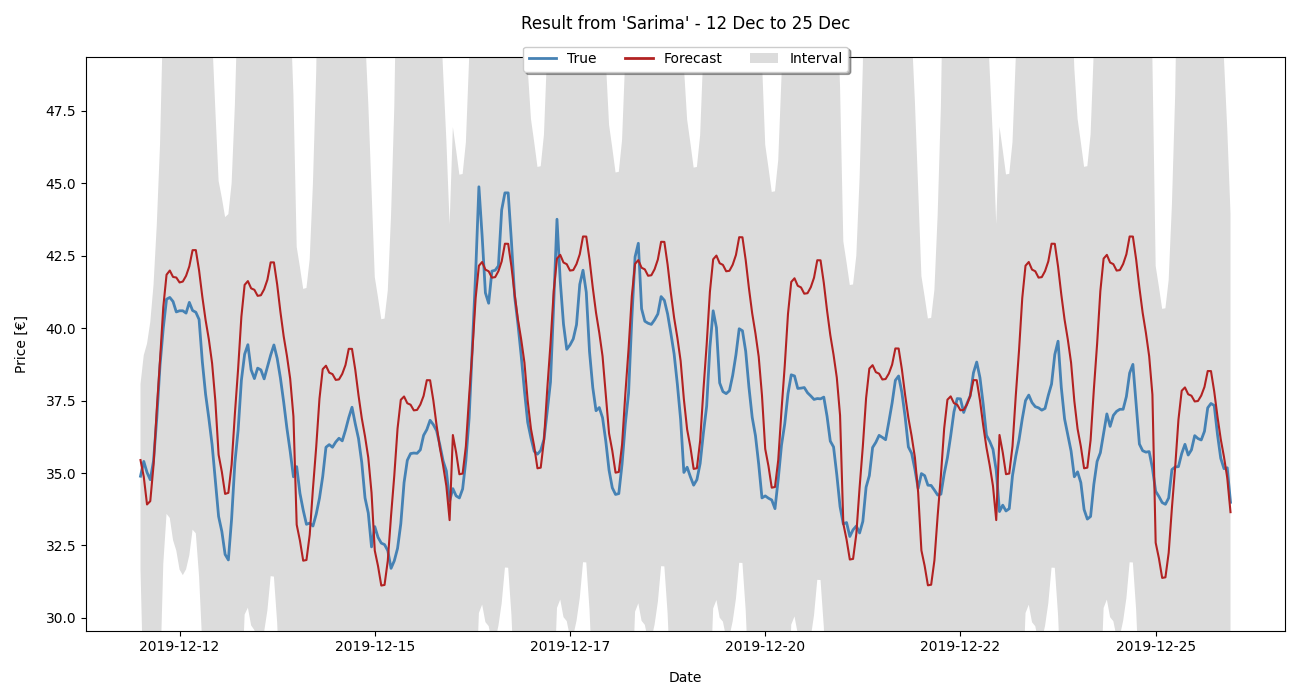 Result from 'Sarima' - 12 Dec to 25 Dec
True Forecast Interval
Price [€]
47.5
45.0
42.5
40.0
37.5
35.0
32.5
30.0
2019-12-12 2019-12-15 2019-12-17 2019-12-20 2019-12-22 2019-12-25
Date